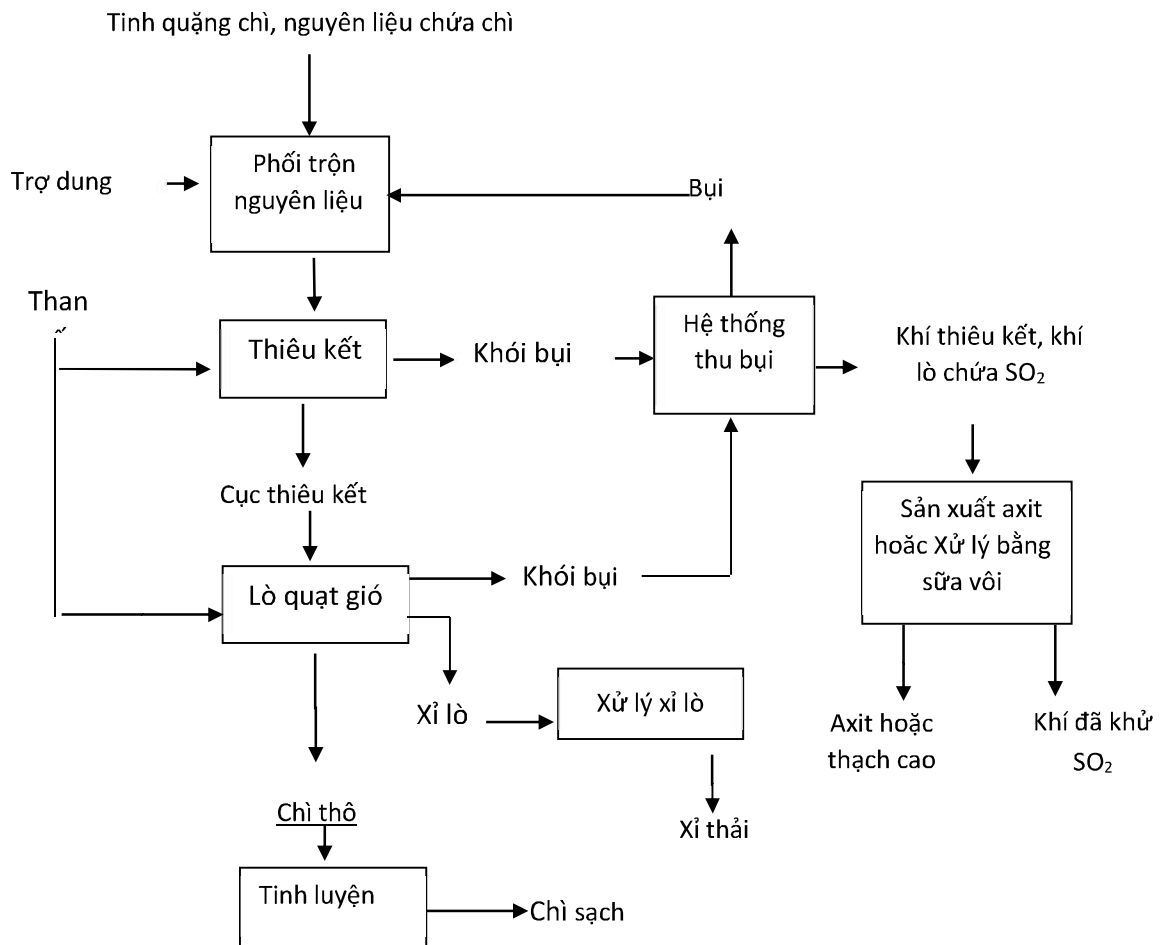 Tinh quặng chì, nguyên liệu chứa chì
Phối trộn
nguyên liệu
Trợ dung
Bụi
Than
Thiêu kết
Khói bụi
Hệ thống
thu bụi
Khí thiêu kết, khí
lò chứa SO₂
Cục thiêu kết
Sản xuất axit
hoăc Xử lý bằng
sữa vôi
Lò quạt gió
Khói bụi
Xỉ lò
Xử lý xỉ lò
Axit hoặc
thạch cao
Khí đã khử
SO₂
Chì thô
Xỉ thải
Tinh luyện
Chì sạch